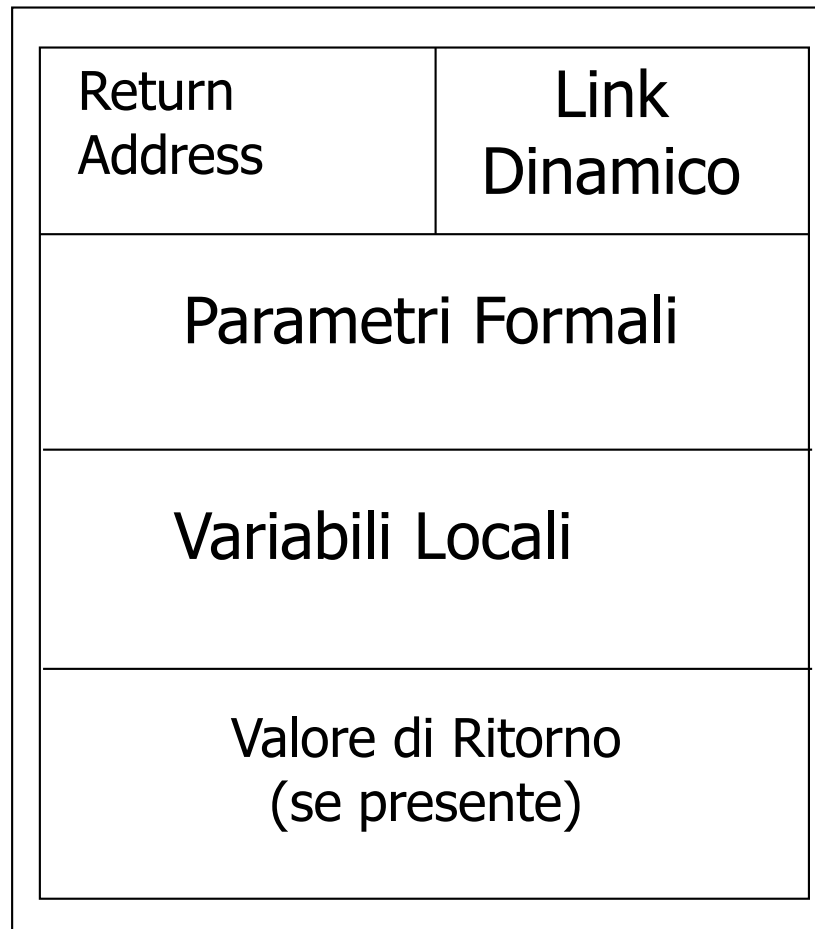 Return
Address
Link
Dinamico
Parametri Formali
Variabili Locali
Valore di Ritorno
(se presente)